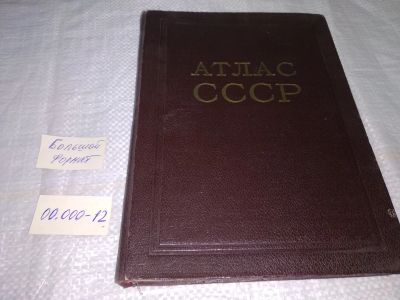 АТЛАС
СССР
Большой
Формат
00.000-12